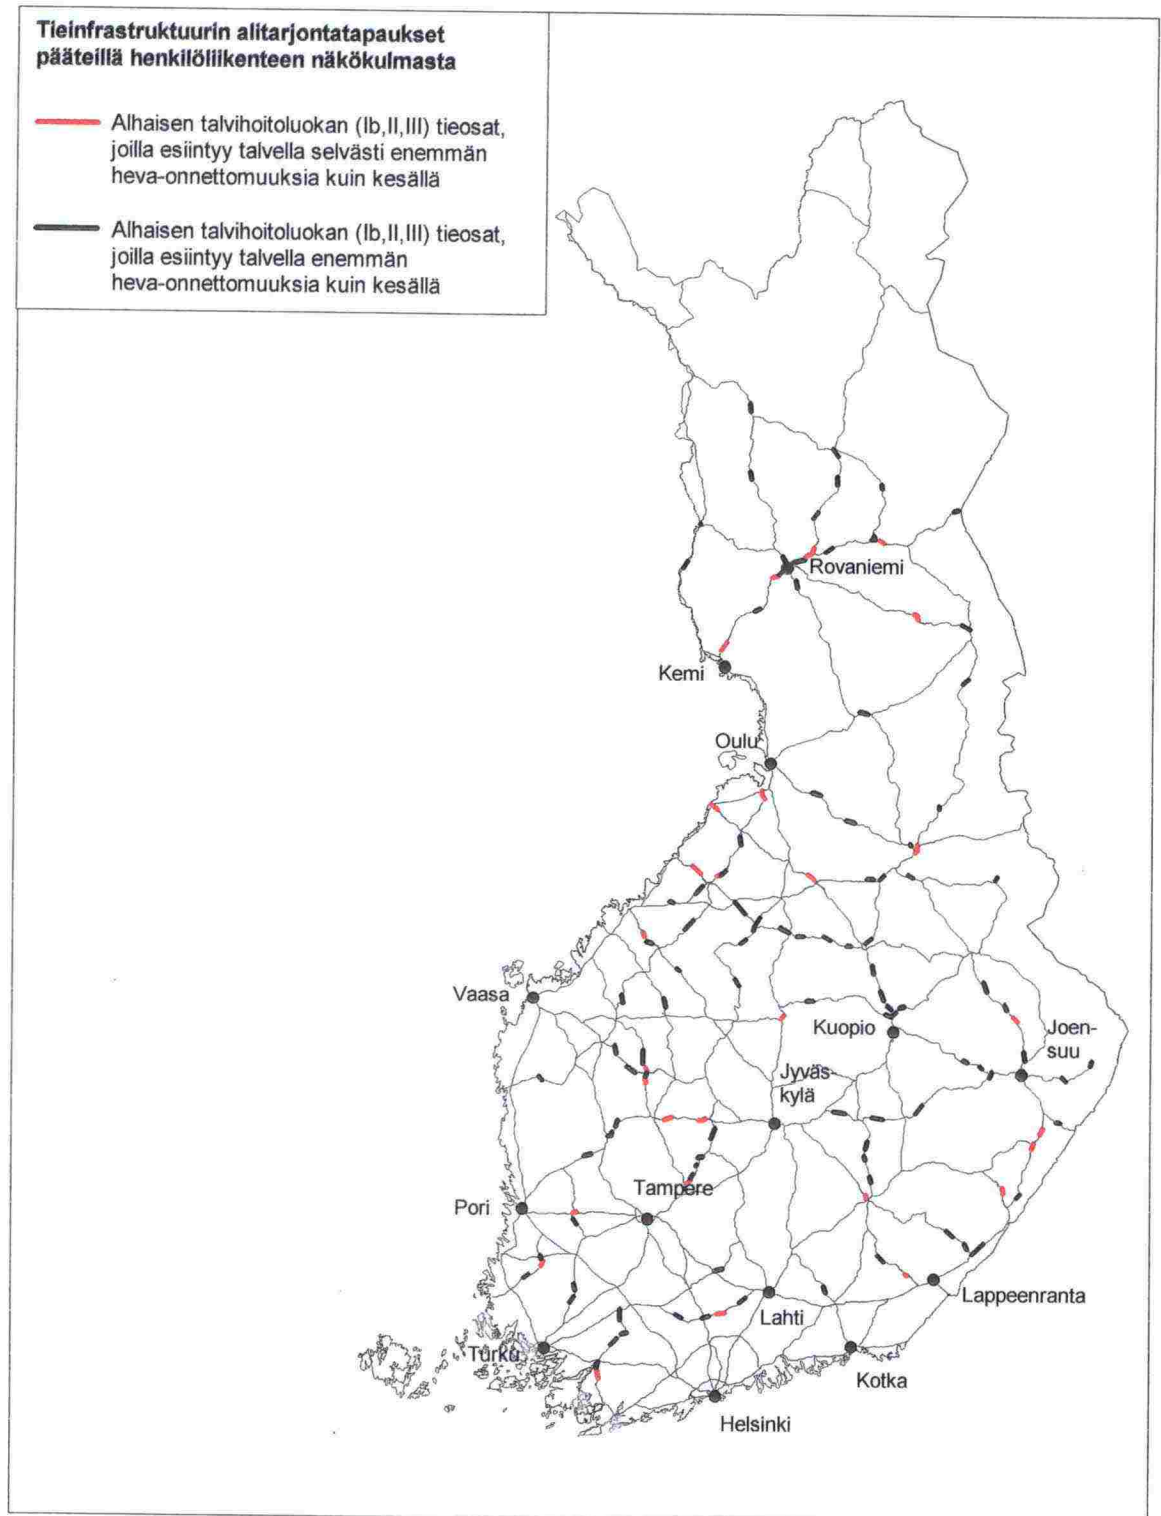 Tieinfrastruktuurin alitarjontatapaukset
pääteillä henkilöliikenteen näkökulmasta
Alhaisen talvihoitoluokan (Ib,II,III) tieosat,
joilla esiintyy talvella selvästi enemmän
heva-onnettomuuksia kuin kesällä
Alhaisen talvihoitoluokan (Ib,II,III) tieosat,
joilla esiintyy talvella enemmän
heva-onnettomuuksia kuin kesällä
Rovaniemi
Kemi
Oulu
Vaasa
Kuopio
Joen-
suu
Jyväs-
kylä
Tampere
Pori
Lappeenranta
Lahti
Turku
Kotka
Helsinki